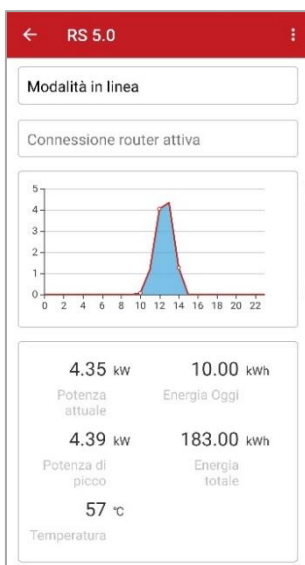 RS 5.0
Modalità in linea
Connessione router attiva
5
4
3
2
1
0
0 2 4 6 8 10 12 14 16 18 20 22
4.35 kW 10.00 kWh
Potenza Energia Oggi
attuale
4.39 kW 183.00 kWh
Potenza di Energia
picco totale
57 °C
Temperatura